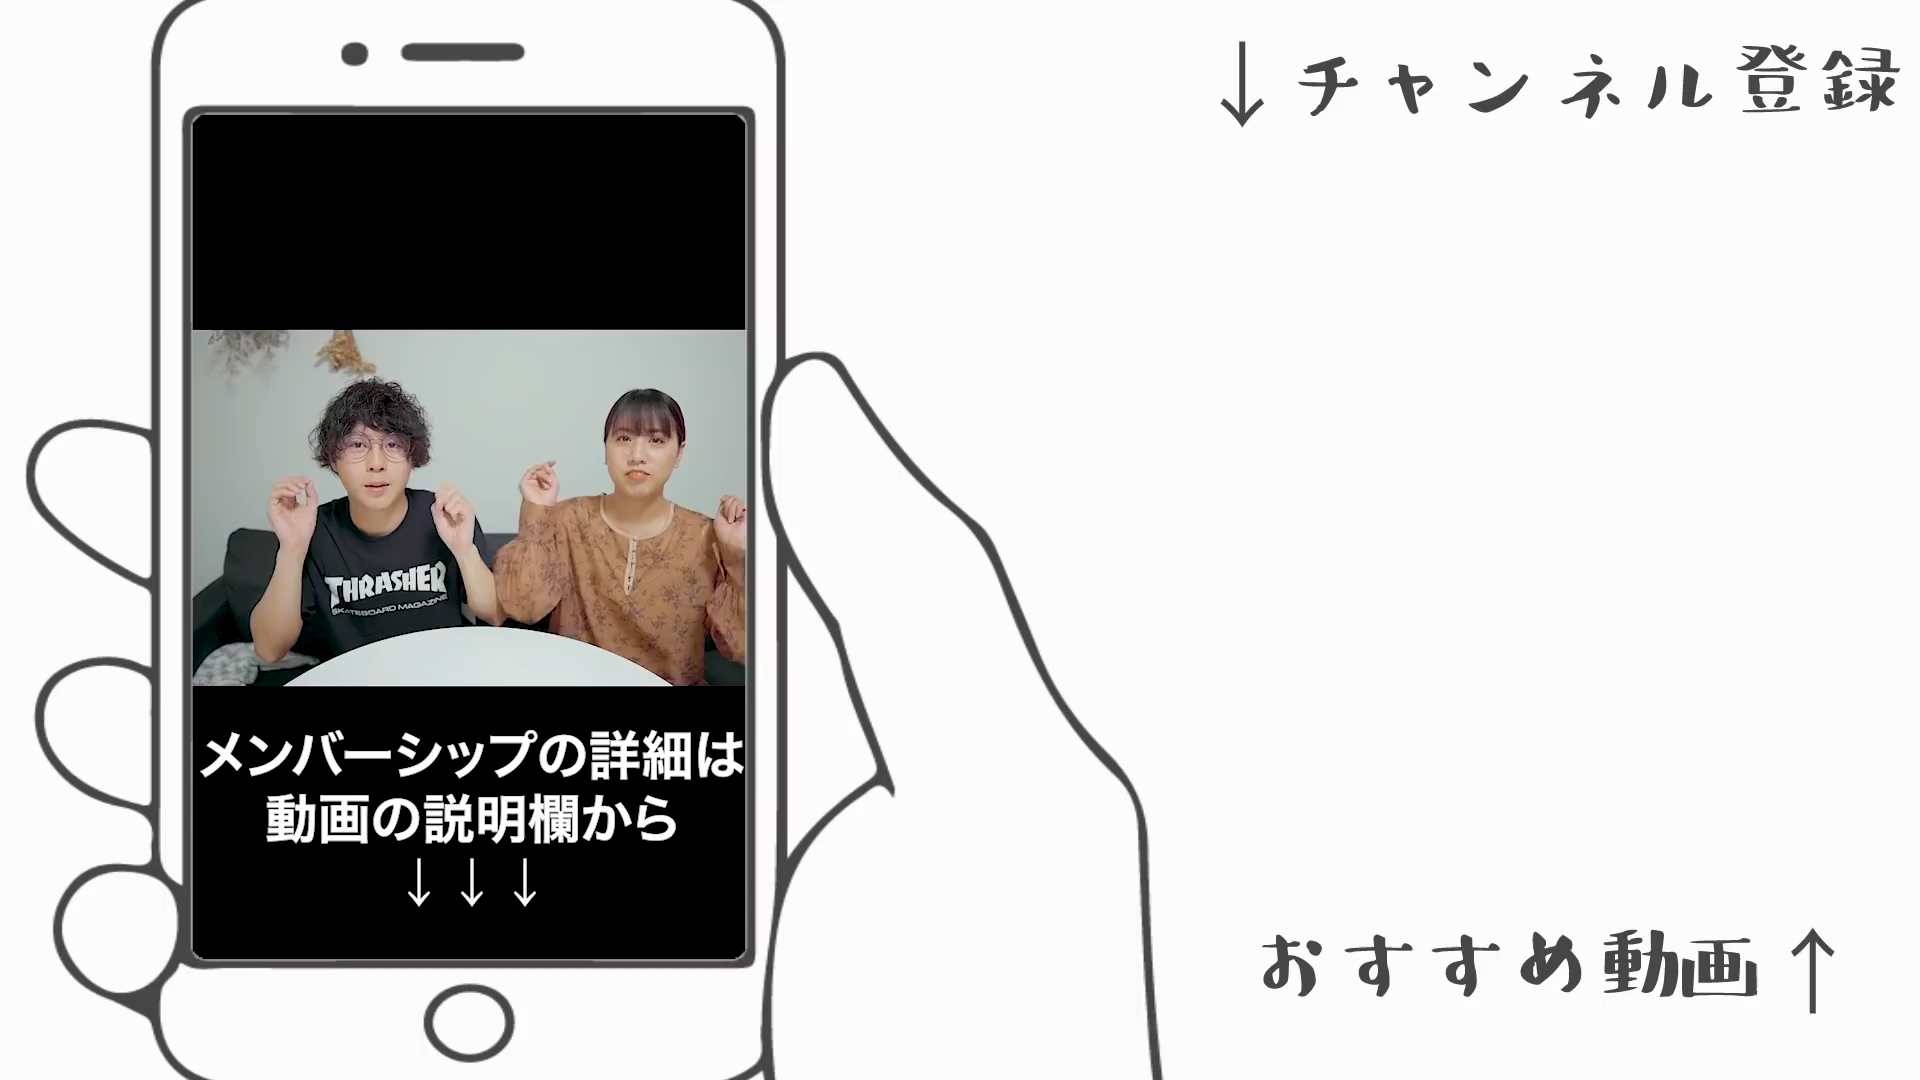 ↓チャンネル登録
THRASHER
SKATEBOARD MAGAZINE
メンバーシップの詳細は
動画の説明欄から
↓ ↓ ↓
おすすめ動画↑